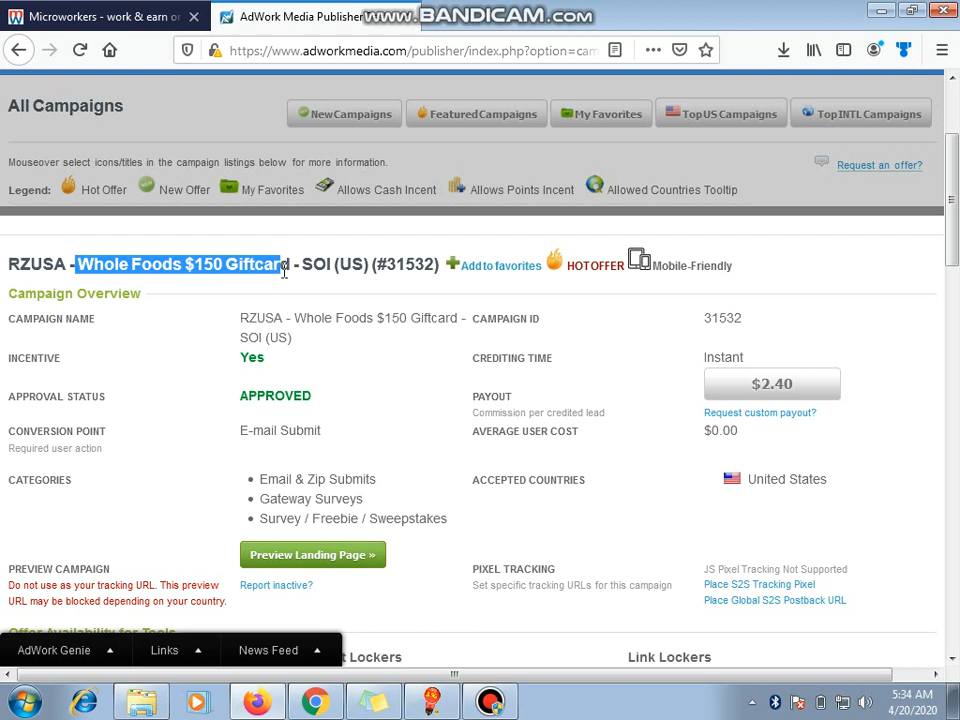 Microworkers - work & earn or
AdWork Media Publisher
www.BANDICAM.com
https://www.adworkmedia.com/publisher/index.php?option=cam
All Campaigns
New Campaigns
Featured Campaigns
My Favorites
Top US Campaigns
Top INTL Campaigns
Mouseover select icons/titles in the campaign listings below for more information.
Request an offer?
Legend: Hot Offer New Offer My Favorites Allows Cash Incent Allows Points Incent Allowed Countries Tooltip
RZUSA - Whole Foods $150 Giftcard - SOI (US) (#31532) Add to favorites HOT OFFER Mobile-Friendly
Campaign Overview
CAMPAIGN NAME
RZUSA - Whole Foods $150 Giftcard -
SOI (US)
CAMPAIGN ID
31532
INCENTIVE
Yes
CREDITING TIME
Instant
APPROVAL STATUS
APPROVED
PAYOUT
Commission per credited lead
$2.40
Request custom payout?
CONVERSION POINT
Required user action
E-mail Submit
AVERAGE USER COST
$0.00
CATEGORIES
Email & Zip Submits
Gateway Surveys
Survey / Freebie / Sweepstakes
ACCEPTED COUNTRIES
United States
PREVIEW CAMPAIGN
Do not use as your tracking URL. This preview
URL may be blocked depending on your country.
Preview Landing Page »
Report inactive?
PIXEL TRACKING
Set specific tracking URLs for this campaign
JS Pixel Tracking Not Supported
Place S2S Tracking Pixel
Place Global S2S Postback URL
Offer Availability for Tools
AdWork Genie
Links
News Feed
t Lockers
Link Lockers
5:34 AM
4/20/2020